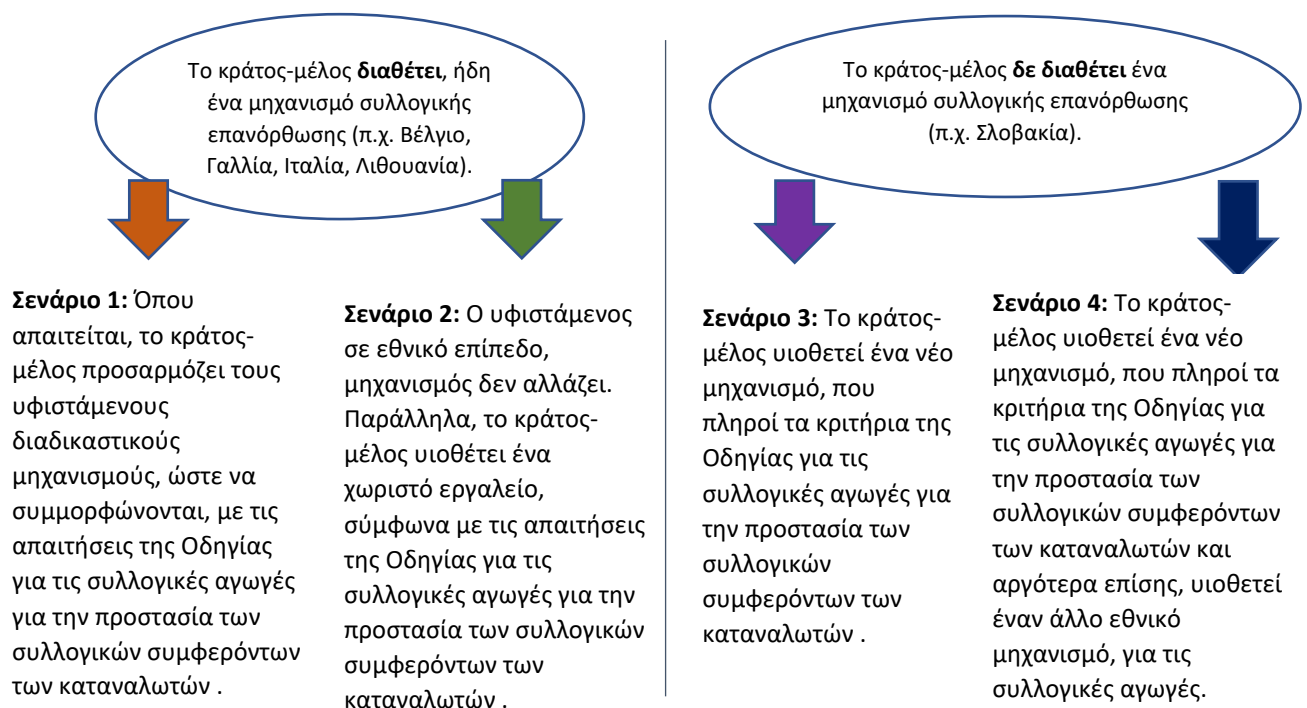 Το κράτος-μέλος διαθέτει, ήδη
ένα μηχανισμό συλλογικής
επανόρθωσης (π.χ. Βέλγιο,
Γαλλία, Ιταλία, Λιθουανία).
Το κράτος-μέλος δε διαθέτει ένα
μηχανισμό συλλογικής επανόρθωσης
(π.χ. Σλοβακία).
Σενάριο 1: Όπου
απαιτείται, το κράτος-
μέλος προσαρμόζει τους
υφιστάμενους
διαδικαστικούς
μηχανισμούς, ώστε να
συμμορφώνονται, με τις
απαιτήσεις της Οδηγίας
για τις συλλογικές αγωγές
για την προστασία των
συλλογικών συμφερόντων
των καταναλωτών .
Σενάριο 2: Ο υφιστάμενος
σε εθνικό επίπεδο,
μηχανισμός δεν αλλάζει.
Παράλληλα, το κράτος-
μέλος υιοθέτει ένα
χωριστό εργαλείο,
σύμφωνα με τις απαιτήσεις
της Οδηγίας για τις
συλλογικές αγωγές για την
προστασία των συλλογικών
συμφερόντων των
καταναλωτών .
Σενάριο 3: Το κράτος-
μέλος υιοθετεί ένα νέο
μηχανισμό, που
πληροί τα κριτήρια της
Οδηγίας για τις
συλλογικές αγωγές για
την προστασία των
συλλογικών
συμφερόντων των
καταναλωτών .
Σενάριο 4: Το κράτος-
μέλος υιοθετεί ένα νέο
μηχανισμό, που πληροί τα
κριτήρια της Οδηγίας για
τις συλλογικές αγωγές για
την προστασία των
συλλογικών συμφερόντων
των καταναλωτών και
αργότερα επίσης, υιοθετεί
έναν άλλο εθνικό
μηχανισμό, για τις
συλλογικές αγωγές.